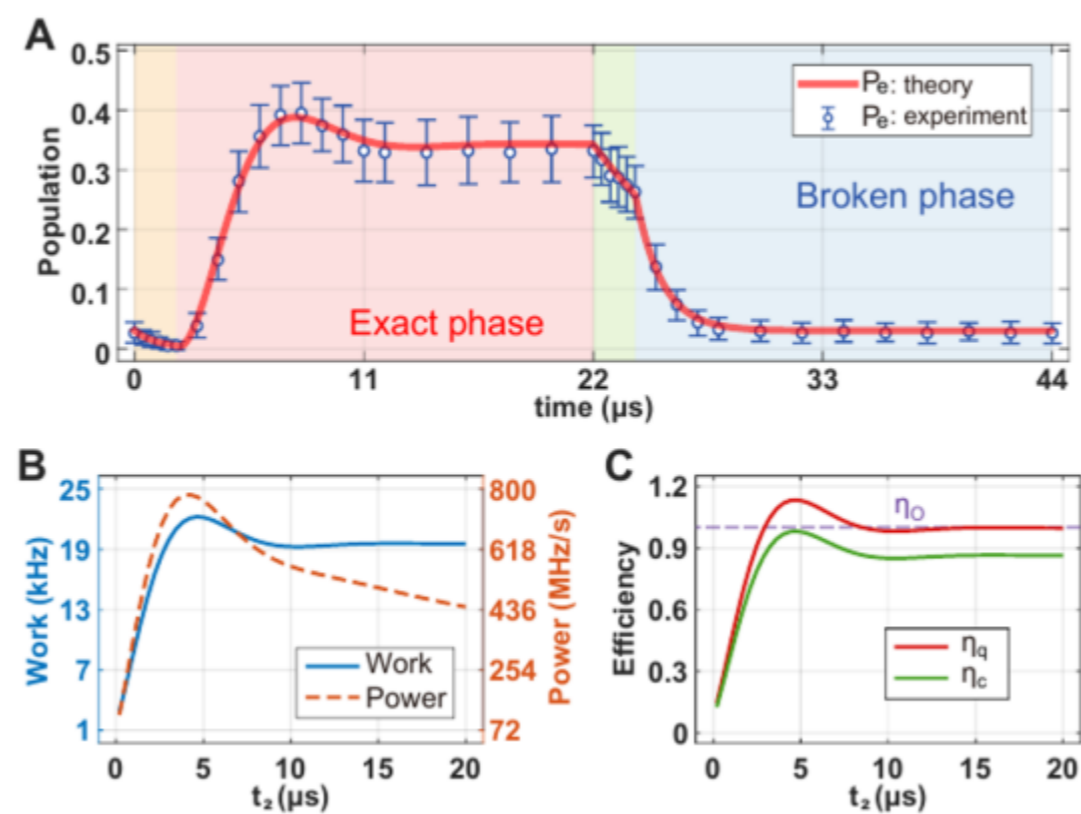 A
0.5
0.4
0.3
0.2
0.1
0
Population
Pe: theory
Pe: experiment
Broken phase
Exact phase
0 11 22 33 44
time (μs)
B
25
19
13
7
1
Work (kHz)
800
618
436
254
72
Power (MHz/s)
Work
Power
0 5 10 15 20
t₂(μs)
C
1.2
0.9
0.6
0.3
0
Efficiency
ηO
ηq
ηc
0 5 10 15 20
t₂(μs)